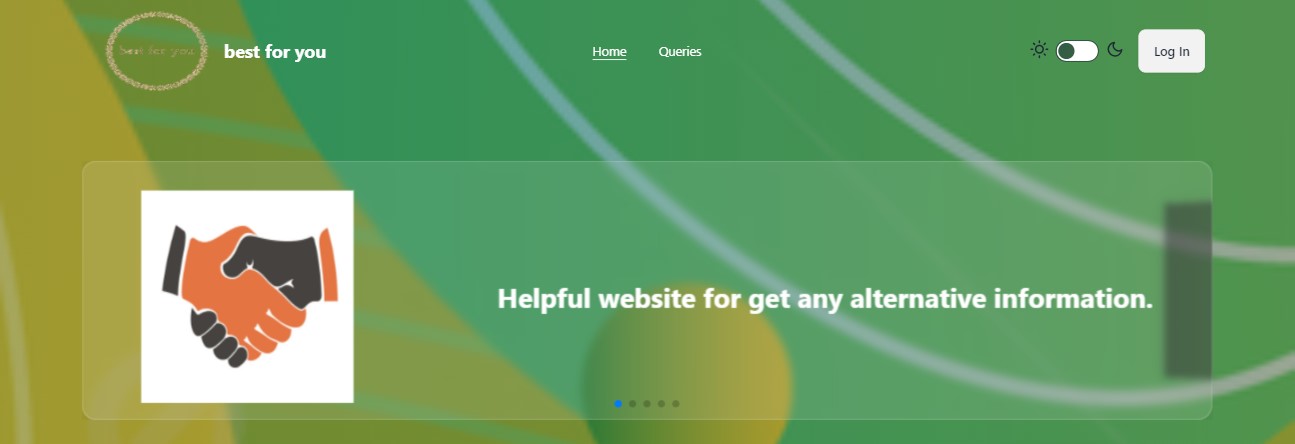 best for you
best for you
Home
Queries
Log In
Helpful website for get any alternative information.